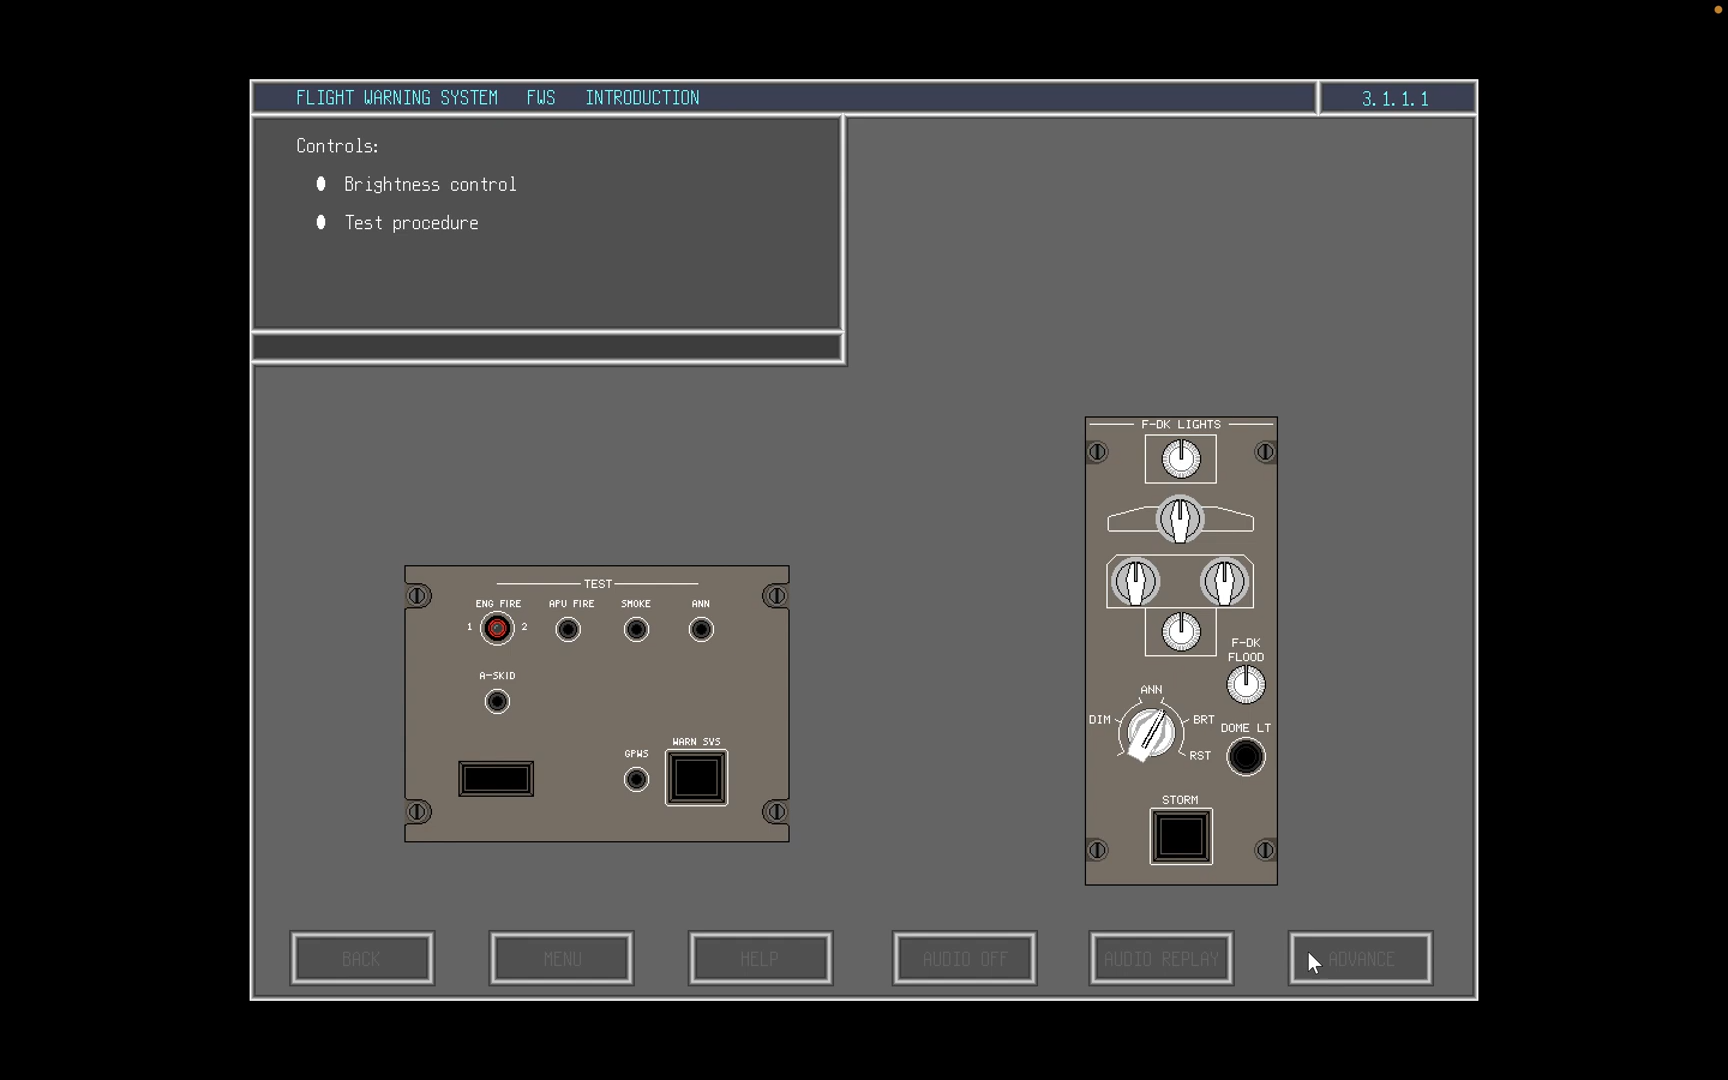 FLIGHT WARNING SYSTEM FWS INTRODUCTION
3.1.1.1
Controls:
Brightness control
Test procedure
TEST
ENG FIRE APU FIRE SMOKE ANN
1 2
A-SKID
GPWS
WARN SYS
F-DK LIGHTS
F-DK
FLOOD
ANN
DIM BRT
RST
DOME LT
STORM
BACK MENU HELP AUDIO OFF AUDIO REPLAY ADVANCE